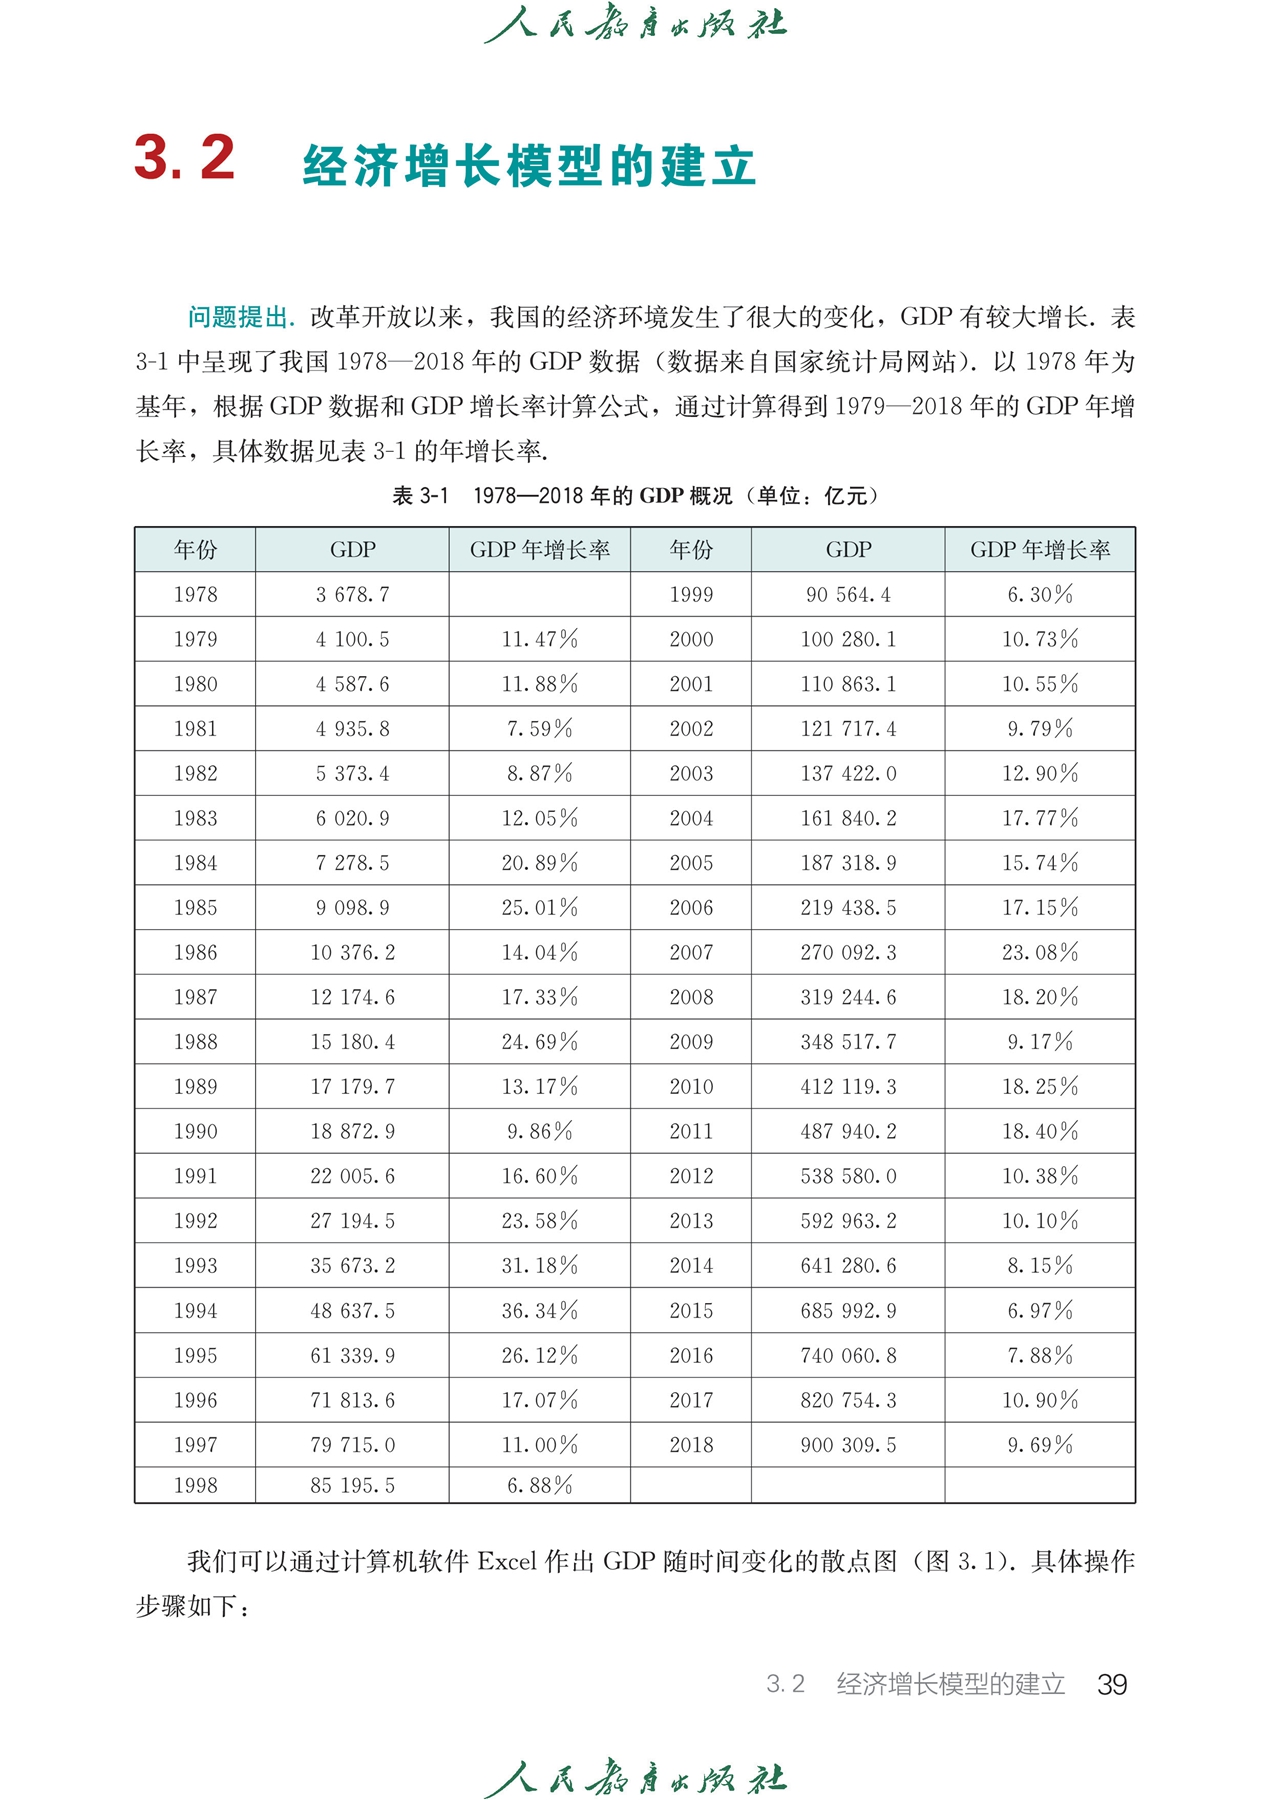 人民教育出版社
3.2 经济增长模型的建立
问题提出. 改革开放以来，我国的经济环境发生了很大的变化，GDP 有较大增长. 表
3-1 中呈现了我国 1978—2018 年的 GDP 数据（数据来自国家统计局网站）. 以 1978 年为
基年，根据 GDP 数据和 GDP 增长率计算公式，通过计算得到 1979—2018 年的 GDP 年增
长率，具体数据见表 3-1 的年增长率.
表 3-1 1978—2018 年的 GDP 概况（单位：亿元）
年份 GDP GDP 年增长率 年份 GDP GDP 年增长率
1978 3 678.7 1999 90 564.4 6.30%
1979 4 100.5 11.47% 2000 100 280.1 10.73%
1980 4 587.6 11.88% 2001 110 863.1 10.55%
1981 4 935.8 7.59% 2002 121 717.4 9.79%
1982 5 373.4 8.87% 2003 137 422.0 12.90%
1983 6 020.9 12.05% 2004 161 840.2 17.77%
1984 7 278.5 20.89% 2005 187 318.9 15.74%
1985 9 098.9 25.01% 2006 219 438.5 17.15%
1986 10 376.2 14.04% 2007 270 092.3 23.08%
1987 12 174.6 17.33% 2008 319 244.6 18.20%
1988 15 180.4 24.69% 2009 348 517.7 9.17%
1989 17 179.7 13.17% 2010 412 119.3 18.25%
1990 18 872.9 9.86% 2011 487 940.2 18.40%
1991 22 005.6 16.60% 2012 538 580.0 10.38%
1992 27 194.5 23.58% 2013 592 963.2 10.10%
1993 35 673.2 31.18% 2014 641 280.6 8.15%
1994 48 637.5 36.34% 2015 685 992.9 6.97%
1995 61 339.9 26.12% 2016 740 060.8 7.88%
1996 71 813.6 17.07% 2017 820 754.3 10.90%
1997 79 715.0 11.00% 2018 900 309.5 9.69%
1998 85 195.5 6.88%
我们可以通过计算机软件 Excel 作出 GDP 随时间变化的散点图（图 3.1）. 具体操作
步骤如下：
3.2 经济增长模型的建立 39
人民教育出版社